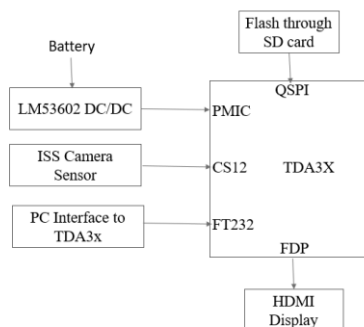 Flash through
SD card
Battery
QSPI
LM53602 DC/DC
PMIC
ISS Camera
Sensor
CS12
TDA3X
PC Interface to
TDA3x
FT232
FDP
HDMI
Display